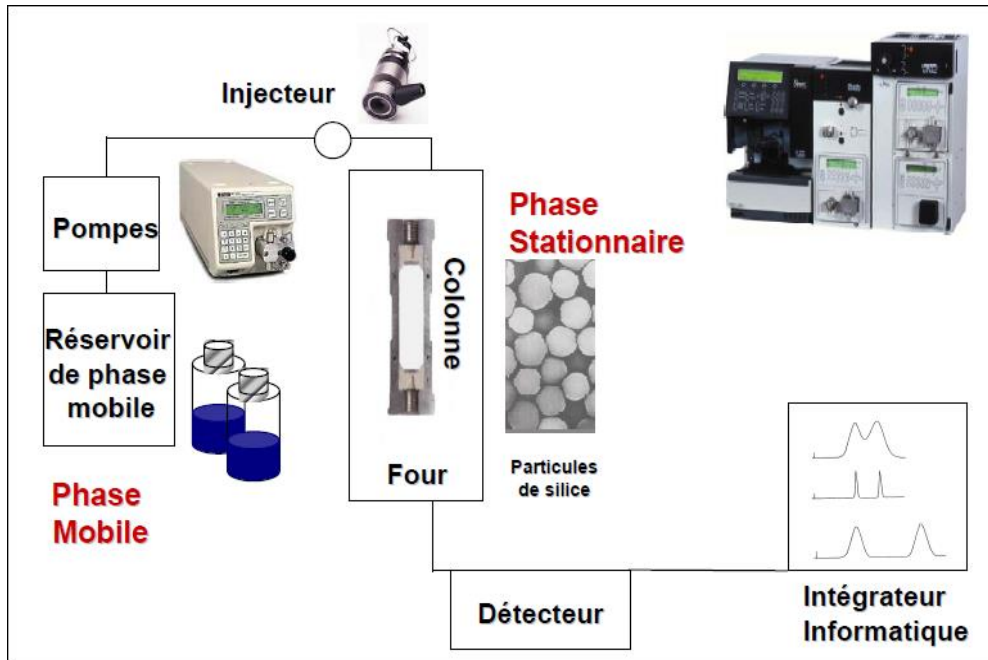 Injecteur
Pompes
Réservoir
de phase
mobile
Phase
Mobile
Colonne
Four
Phase
Stationnaire
Particules
de silice
Détecteur
Intégrateur
Informatique